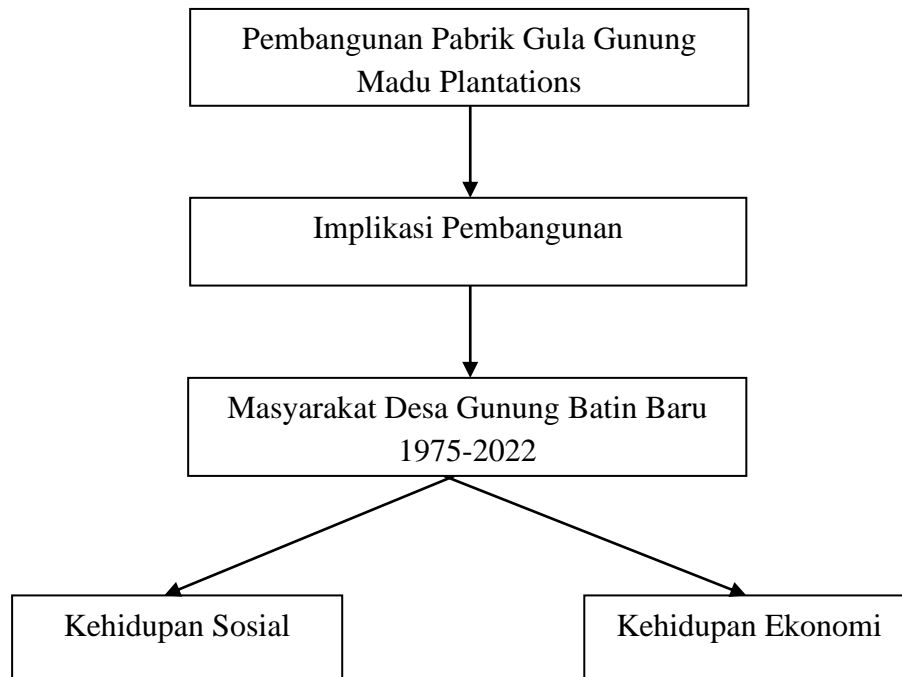 Pembangunan Pabrik Gula Gunung
Madu Plantations
Implikasi Pembangunan
Masyarakat Desa Gunung Batin Baru
1975-2022
Kehidupan Sosial
Kehidupan Ekonomi